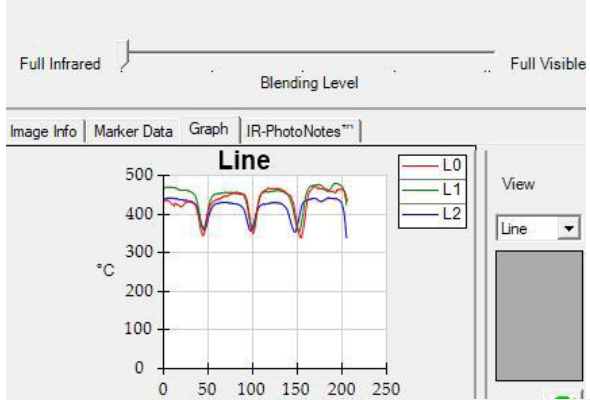 Full Infrared
Full Visible
Blending Level
Image Info
Marker Data
Graph
IR-PhotoNotes™
Line
L0
L1
L2
View
Line
°C
500
400
300
200
100
0
0 50 100 150 200 250